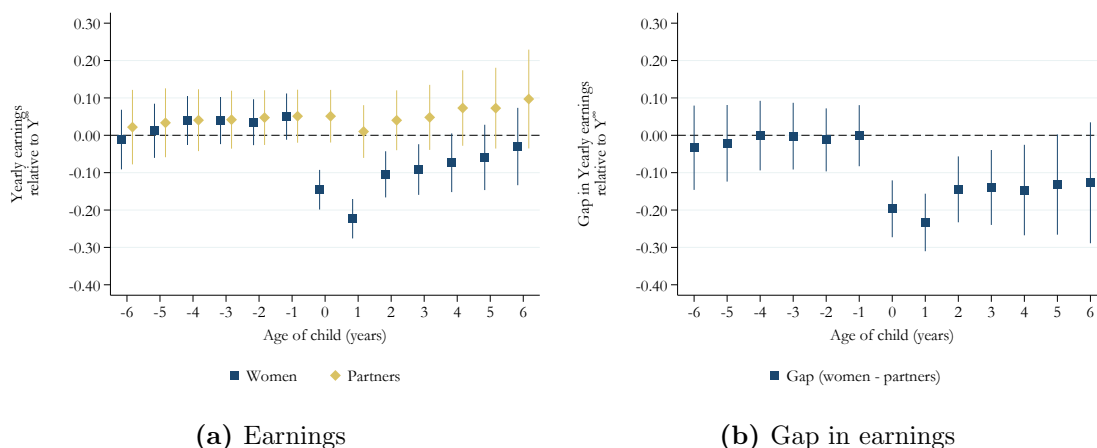 0.30
0.20
0.10
0.00
-0.10
-0.20
-0.30
-0.40
Yearly earnings
relative to Y^∞
-6 -5 -4 -3 -2 -1 0 1 2 3 4 5 6
Age of child (years)
Women Partners
(a) Earnings
0.30
0.20
0.10
0.00
-0.10
-0.20
-0.30
-0.40
Gap in Yearly earnings
relative to Y^∞
-6 -5 -4 -3 -2 -1 0 1 2 3 4 5 6
Age of child (years)
Gap (women - partners)
(b) Gap in earnings